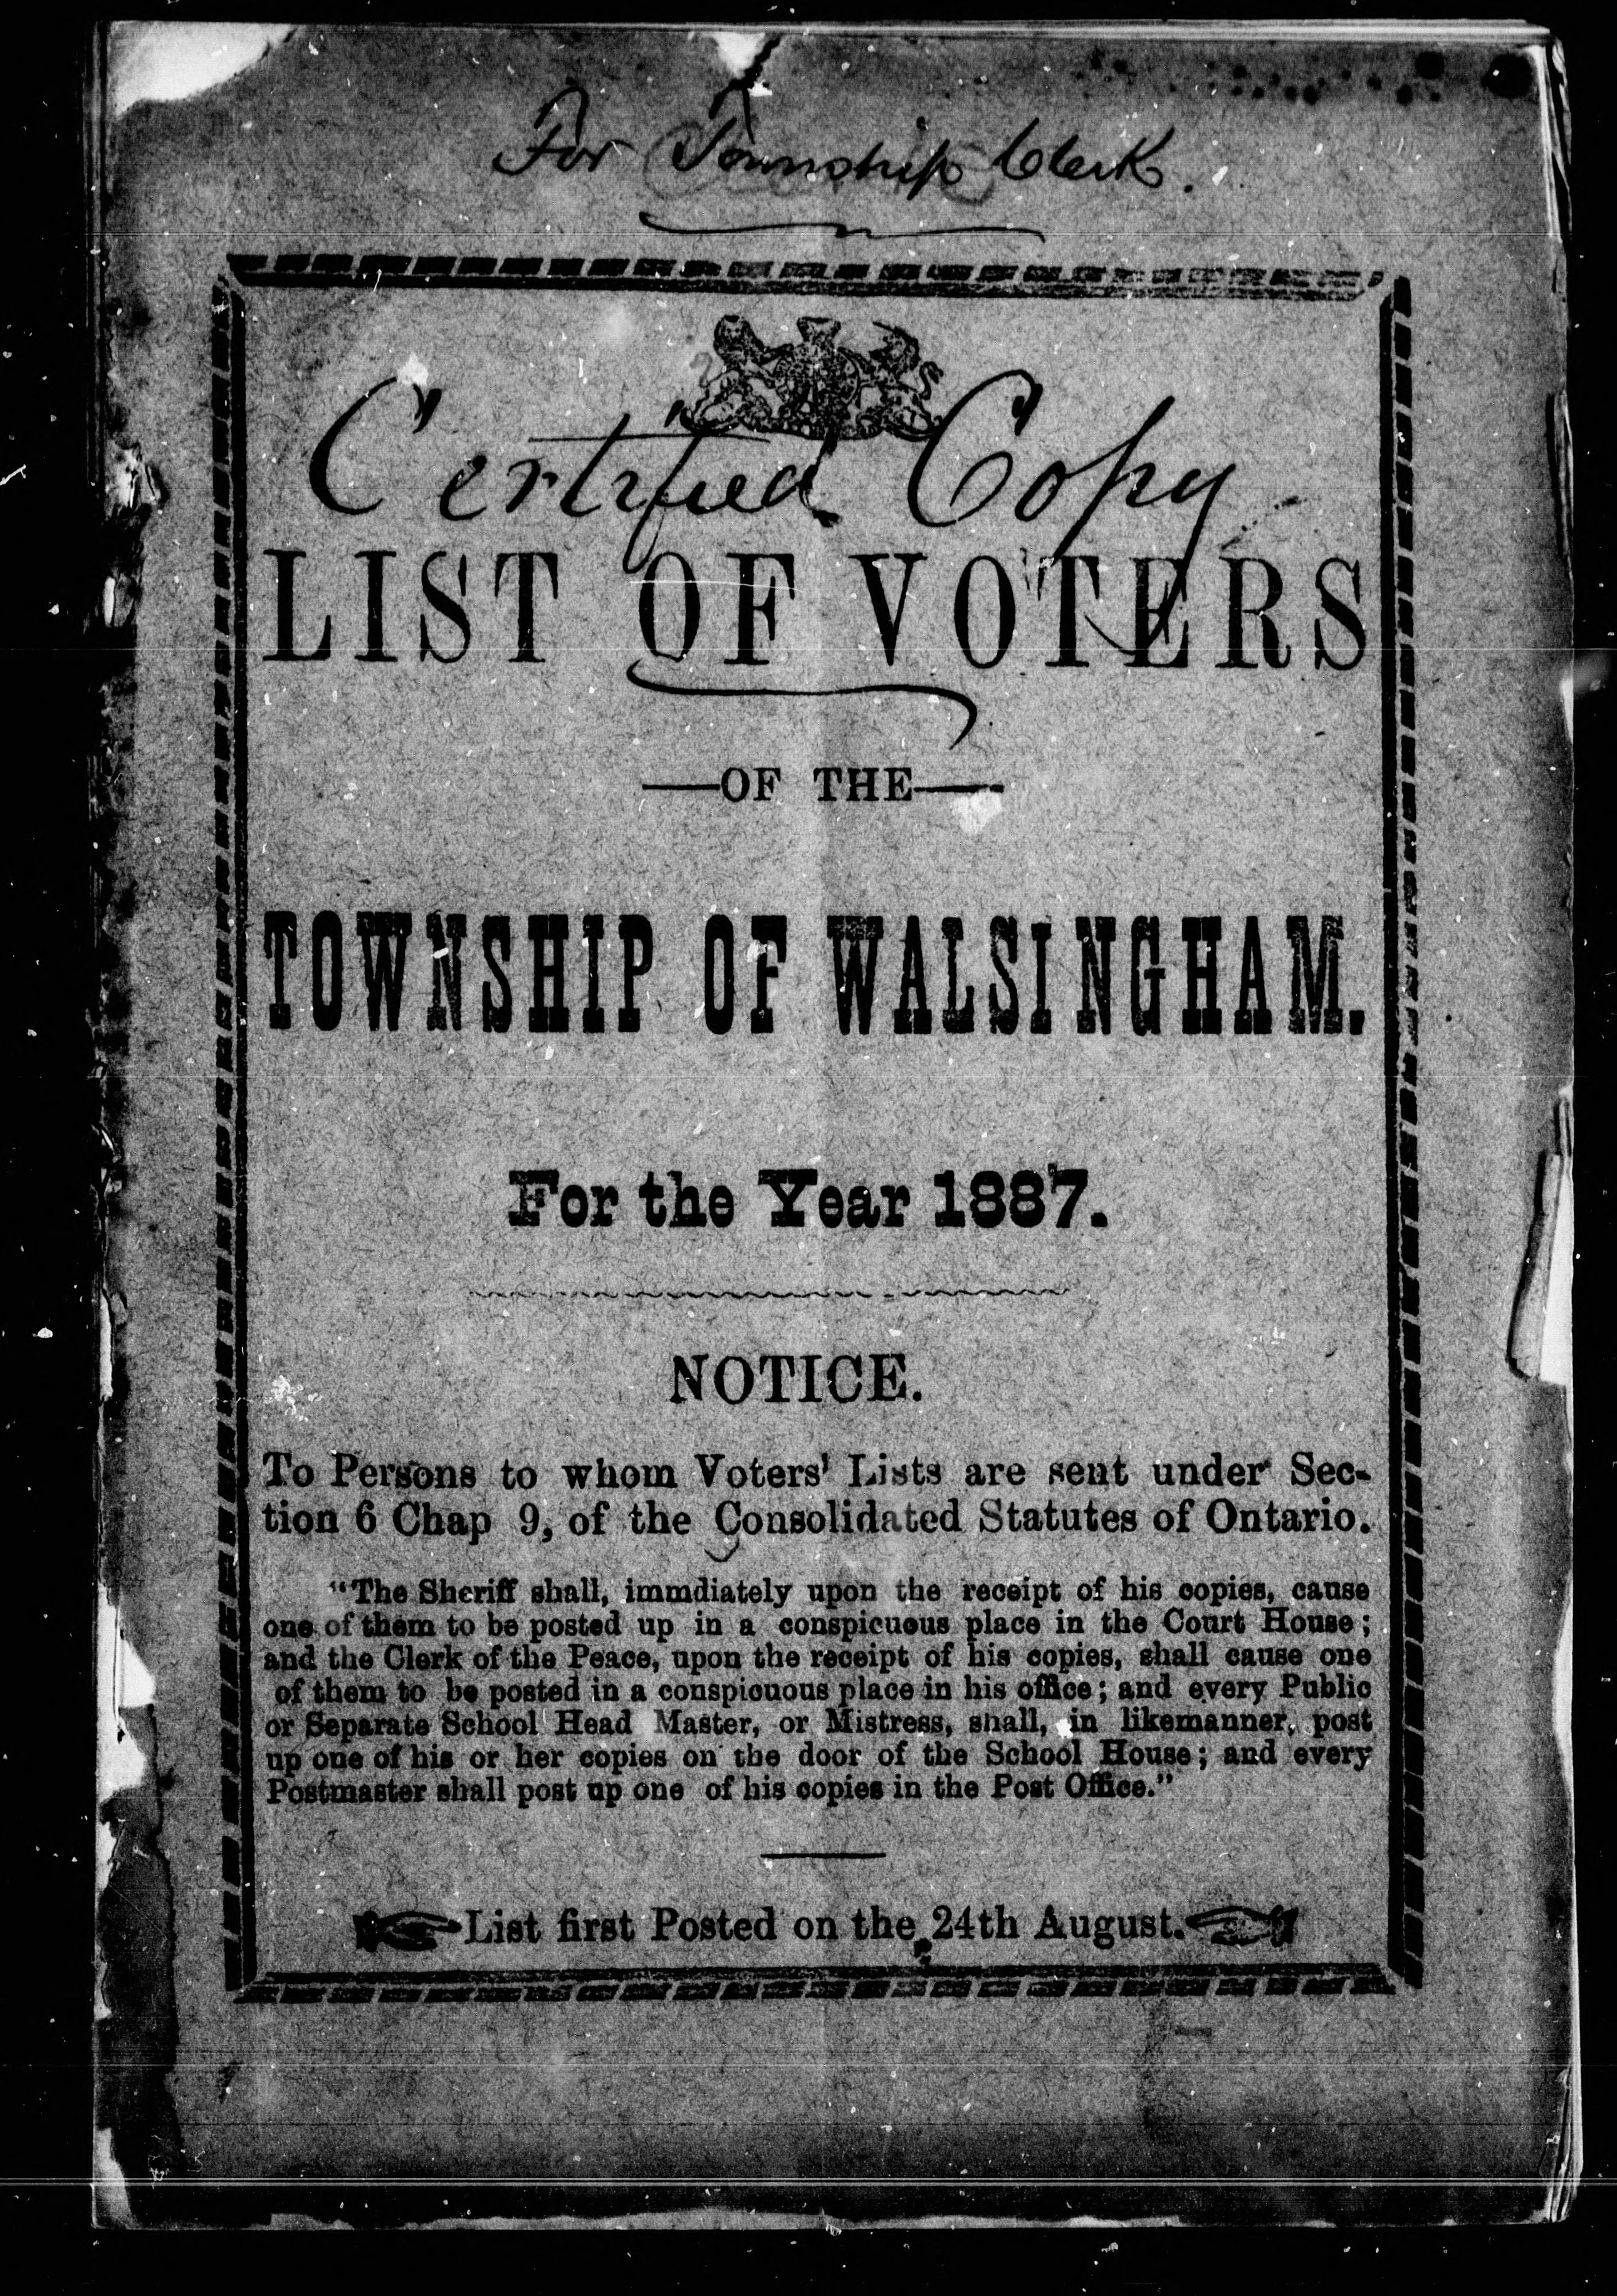 For Township Clerk.
Certified Copy
LIST OF VOTERS
—OF THE—
TOWNSHIP OF WALSINGHAM.
For the Year 1887.
NOTICE.
To Persons to whom Voters' Lists are sent under Sec-
tion 6 Chap 9, of the Consolidated Statutes of Ontario.
"The Sheriff shall, immdiately upon the receipt of his copies, cause
one of them to be posted up in a conspicuous place in the Court House;
and the Clerk of the Peace, upon the receipt of his copies, shall cause one
of them to be posted in a conspicuous place in his office; and every Public
or Separate School Head Master, or Mistress, shall, in likemanner, post
up one of his or her copies on the door of the School House; and every
Postmaster shall post up one of his copies in the Post Office."
List first Posted on the 24th August.